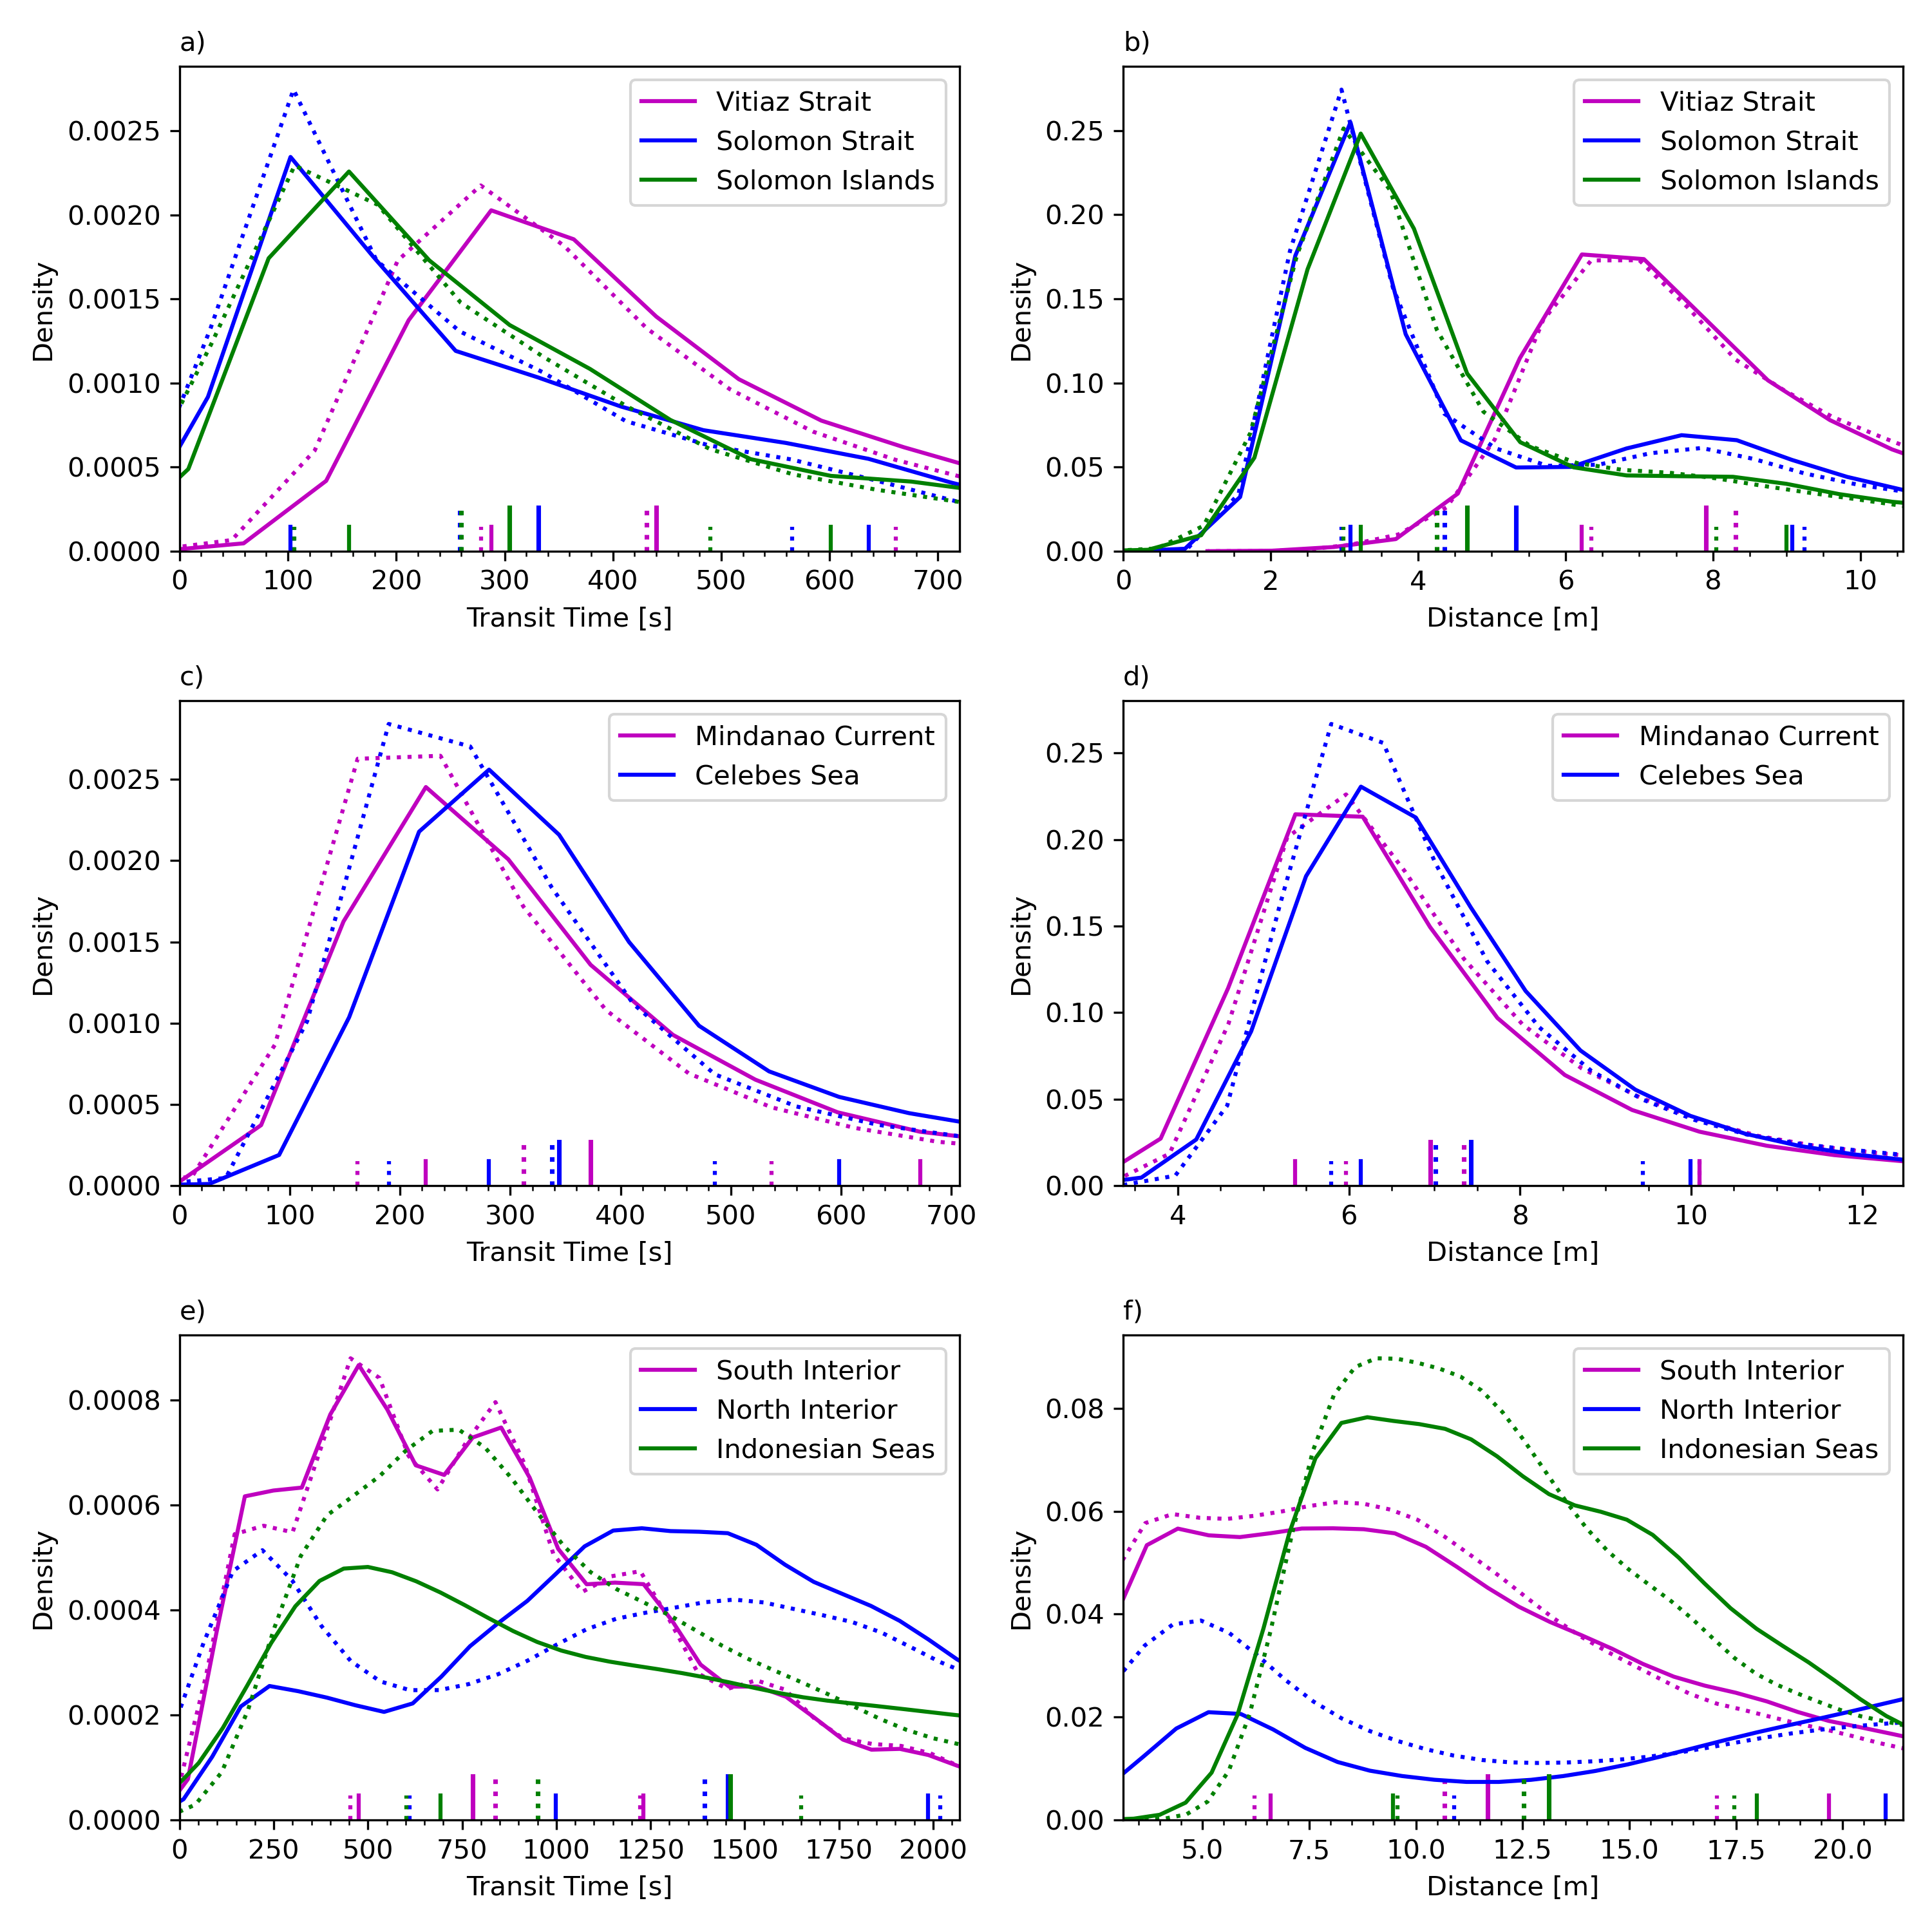 a)
0.0025
0.0020
0.0015
0.0010
0.0005
0.0000
Density
Vitiaz Strait
Solomon Strait
Solomon Islands
0 100 200 300 400 500 600 700
Transit Time [s]
b)
0.25
0.20
0.15
0.10
0.05
0.00
Density
Vitiaz Strait
Solomon Strait
Solomon Islands
0 2 4 6 8 10
Distance [m]
c)
0.0025
0.0020
0.0015
0.0010
0.0005
0.0000
Density
Mindanao Current
Celebes Sea
0 100 200 300 400 500 600 700
Transit Time [s]
d)
0.25
0.20
0.15
0.10
0.05
0.00
Density
Mindanao Current
Celebes Sea
4 6 8 10 12
Distance [m]
e)
0.0008
0.0006
0.0004
0.0002
0.0000
Density
South Interior
North Interior
Indonesian Seas
0 250 500 750 1000 1250 1500 1750 2000
Transit Time [s]
f)
0.08
0.06
0.04
0.02
0.00
Density
South Interior
North Interior
Indonesian Seas
5.0 7.5 10.0 12.5 15.0 17.5 20.0
Distance [m]